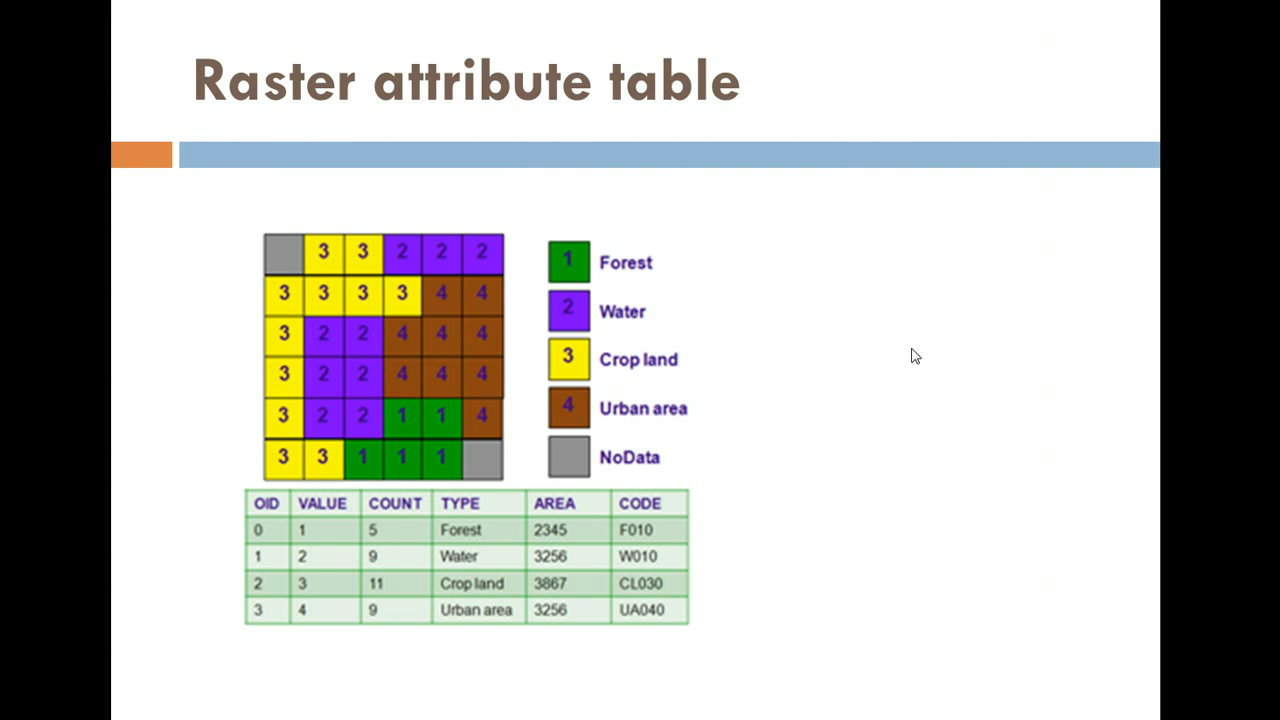 Raster attribute table
3 3 2 2 2
3 3 3 3 4 4
3 2 2 4 4 4
3 2 2 4 4 4
3 2 2 1 1 4
3 3 1 1 1
1 Forest
2 Water
3 Crop land
4 Urban area
NoData
OID VALUE COUNT TYPE AREA CODE
0 1 5 Forest 2345 F010
1 2 9 Water 3256 W010
2 3 11 Crop land 3867 CL030
3 4 9 Urban area 3256 UA040